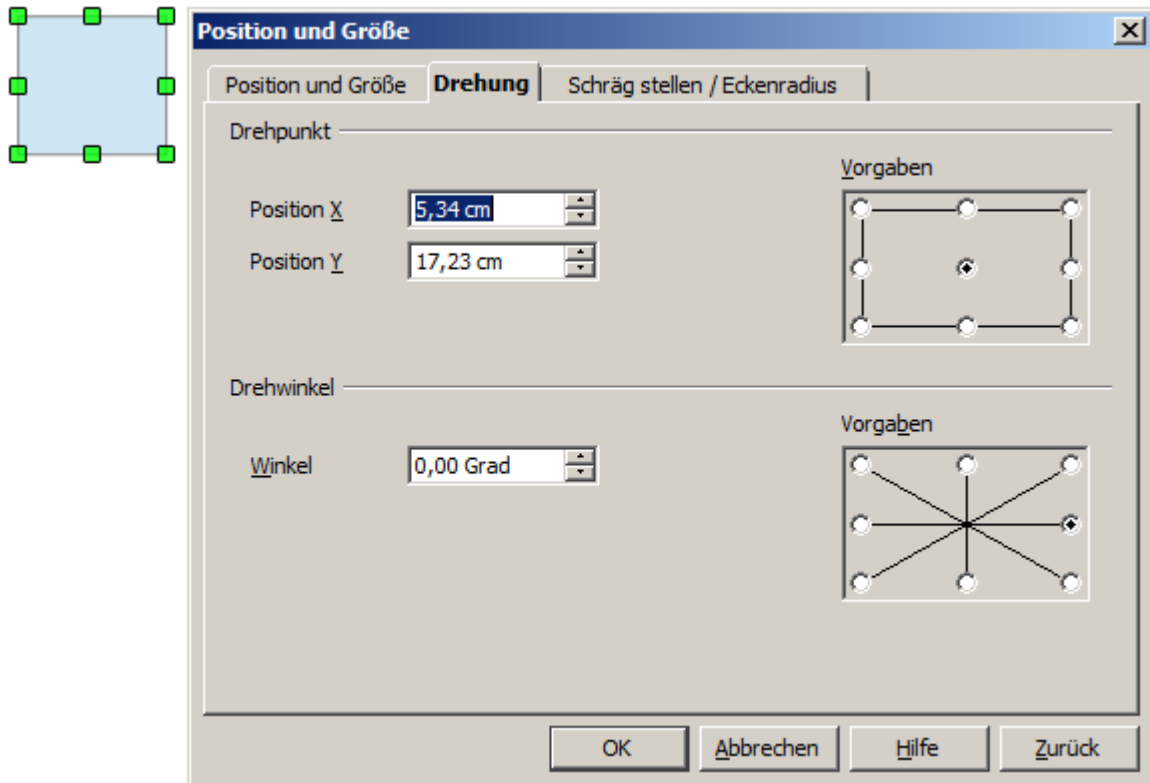 Position und Größe
Position und Größe Drehung Schräg stellen / Eckenradius
Drehpunkt
Vorgaben
Position X 5,34 cm
Position Y 17,23 cm
Drehwinkel
Vorgaben
Winkel 0,00 Grad
OK Abbrechen Hilfe Zurück